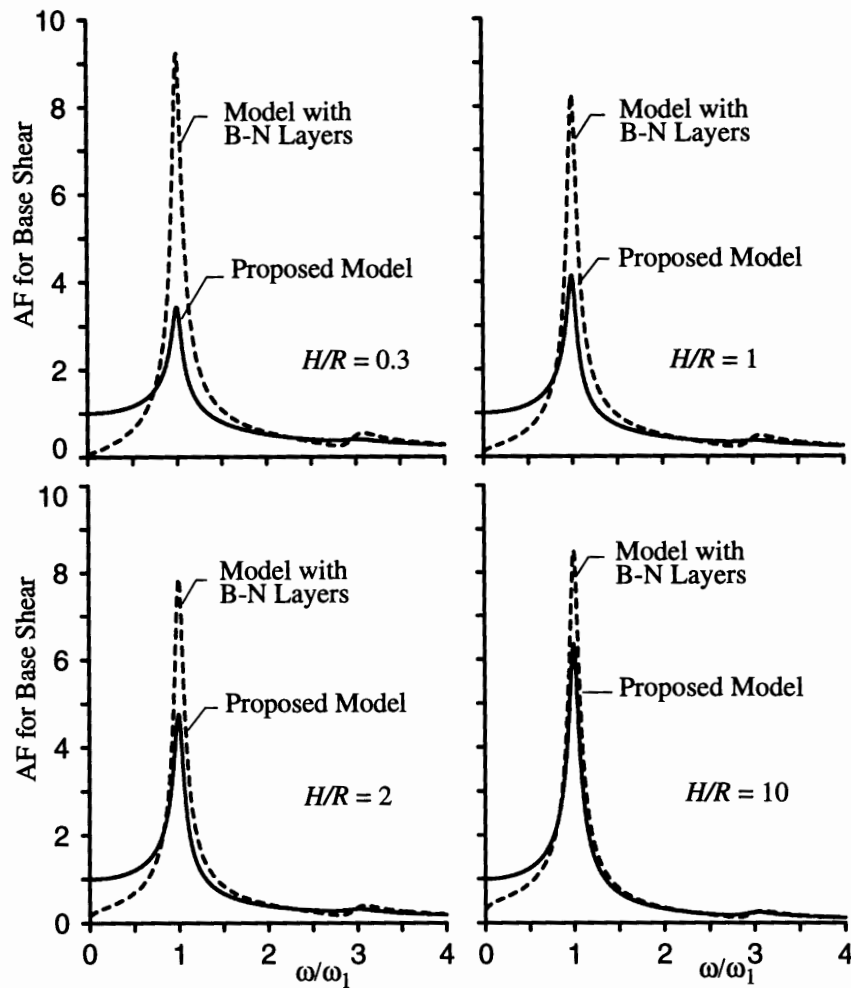 10
8
6
4
2
0
AF for Base Shear
Model with
B-N Layers
Proposed Model
H/R = 0.3
Model with
B-N Layers
Proposed Model
H/R = 1
10
8
6
4
2
0
AF for Base Shear
Model with
B-N Layers
Proposed Model
H/R = 2
0 1 2 3 4
ω/ω1
Model with
B-N Layers
Proposed Model
H/R = 10
0 1 2 3 4
ω/ω1